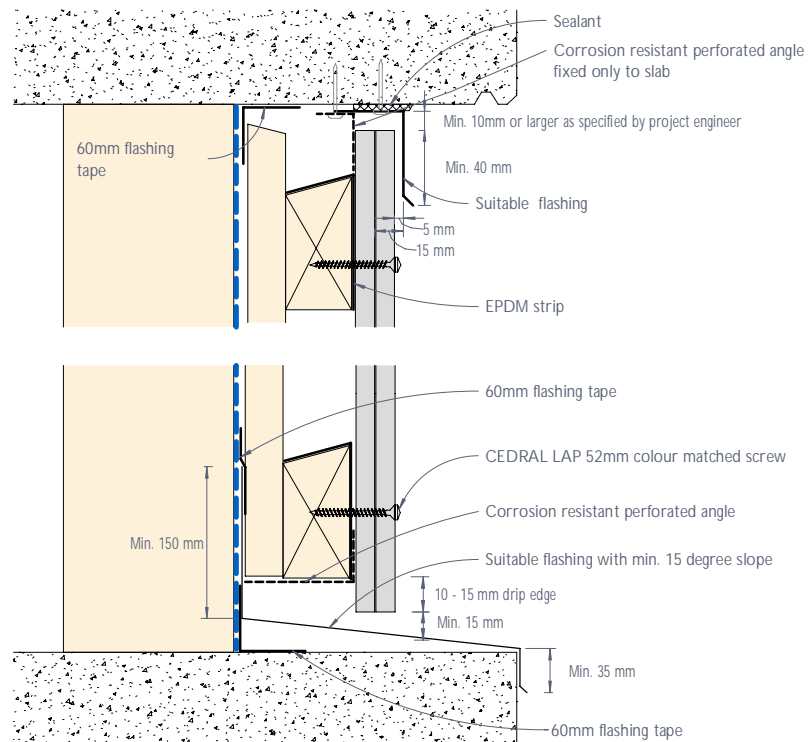 Sealant
Corrosion resistant perforated angle
fixed only to slab
Min. 10mm or larger as specified by project engineer
60mm flashing
tape
Min. 40 mm
Suitable flashing
5 mm
15 mm
EPDM strip
60mm flashing tape
CEDRAL LAP 52mm colour matched screw
Corrosion resistant perforated angle
Min. 150 mm
Suitable flashing with min. 15 degree slope
10 - 15 mm drip edge
Min. 15 mm
Min. 35 mm
60mm flashing tape